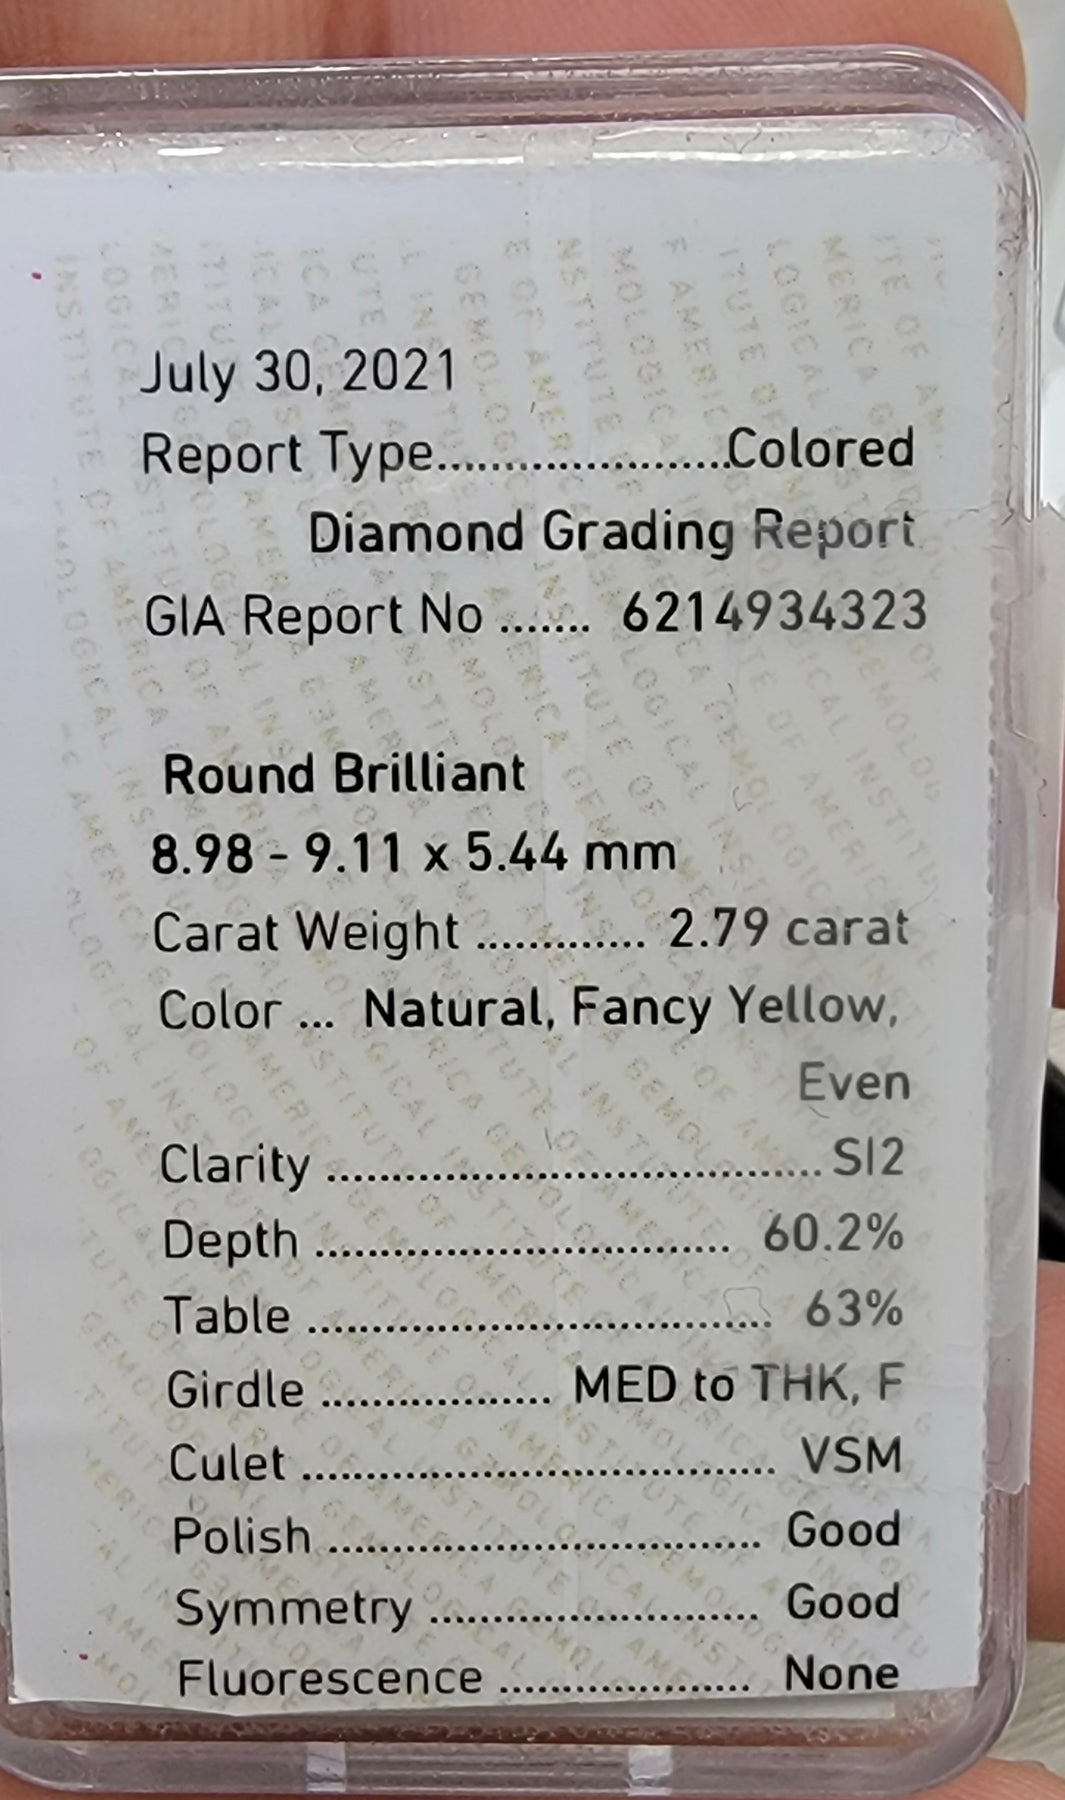 July 30, 2021
Report Type.......................Colored
Diamond Grading Report
GIA Report No ....... 6214934323
Round Brilliant
8.98 - 9.11 x 5.44 mm
Carat Weight ............. 2.79 carat
Color ... Natural, Fancy Yellow,
Even
Clarity ...................................... SI2
Depth ................................ 60.2%
Table .................................... 63%
Girdle .................. MED to THK, F
Culet .................................... VSM
Polish ................................. Good
Symmetry ......................... Good
Fluorescence ................... None